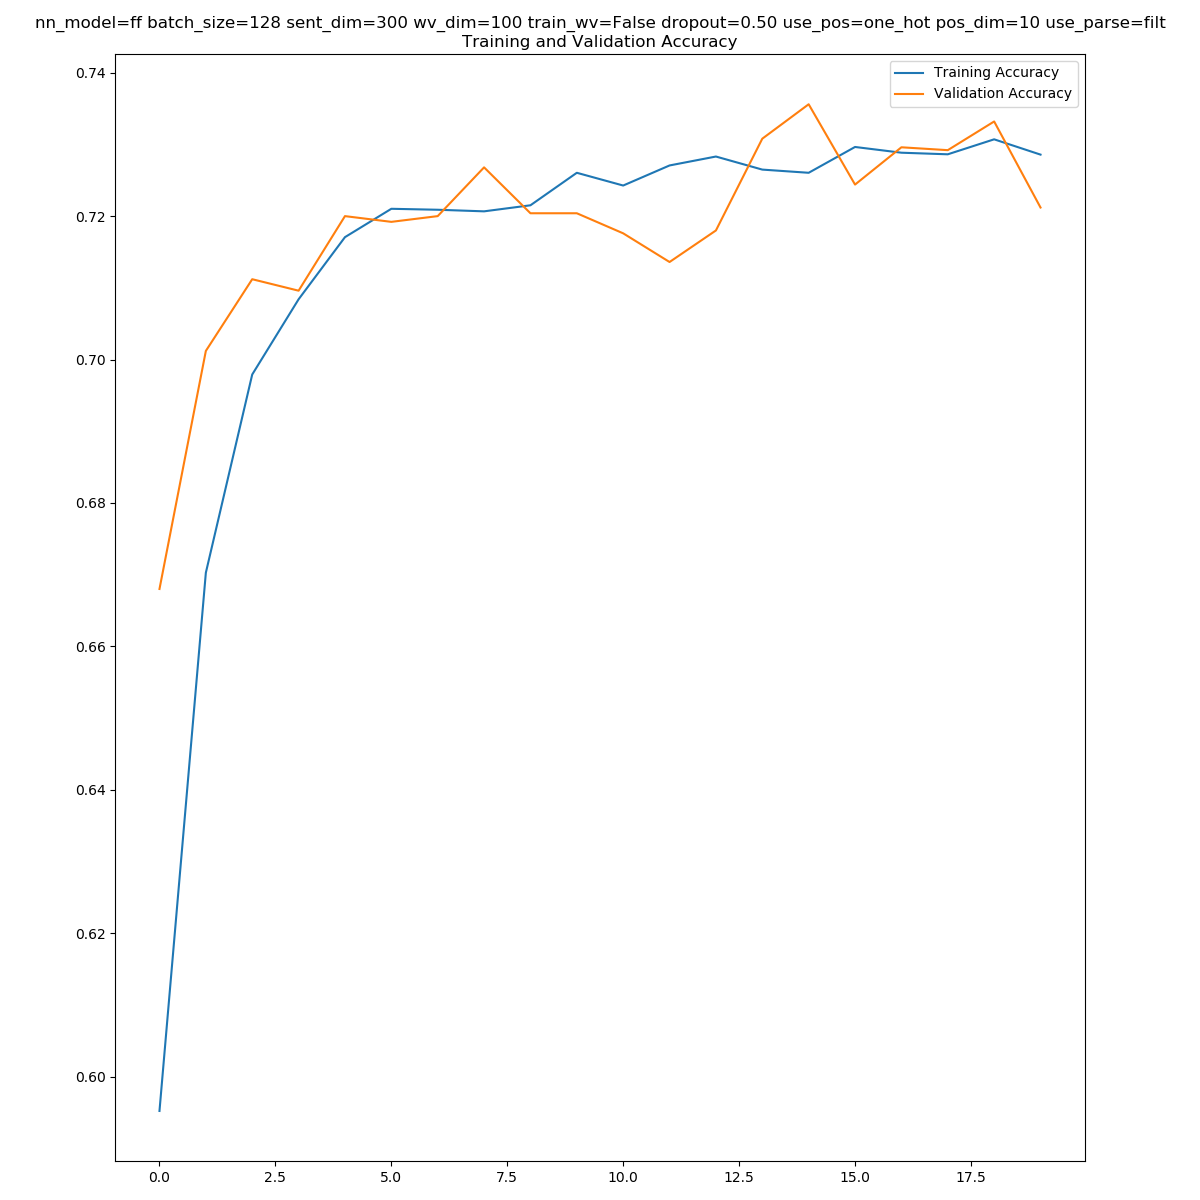 nn_model=ff batch_size=128 sent_dim=300 wv_dim=100 train_wv=False dropout=0.50 use_pos=one_hot pos_dim=10 use_parse=filt
Training and Validation Accuracy
Training Accuracy
Validation Accuracy
0.74
0.72
0.70
0.68
0.66
0.64
0.62
0.60
0.0 2.5 5.0 7.5 10.0 12.5 15.0 17.5